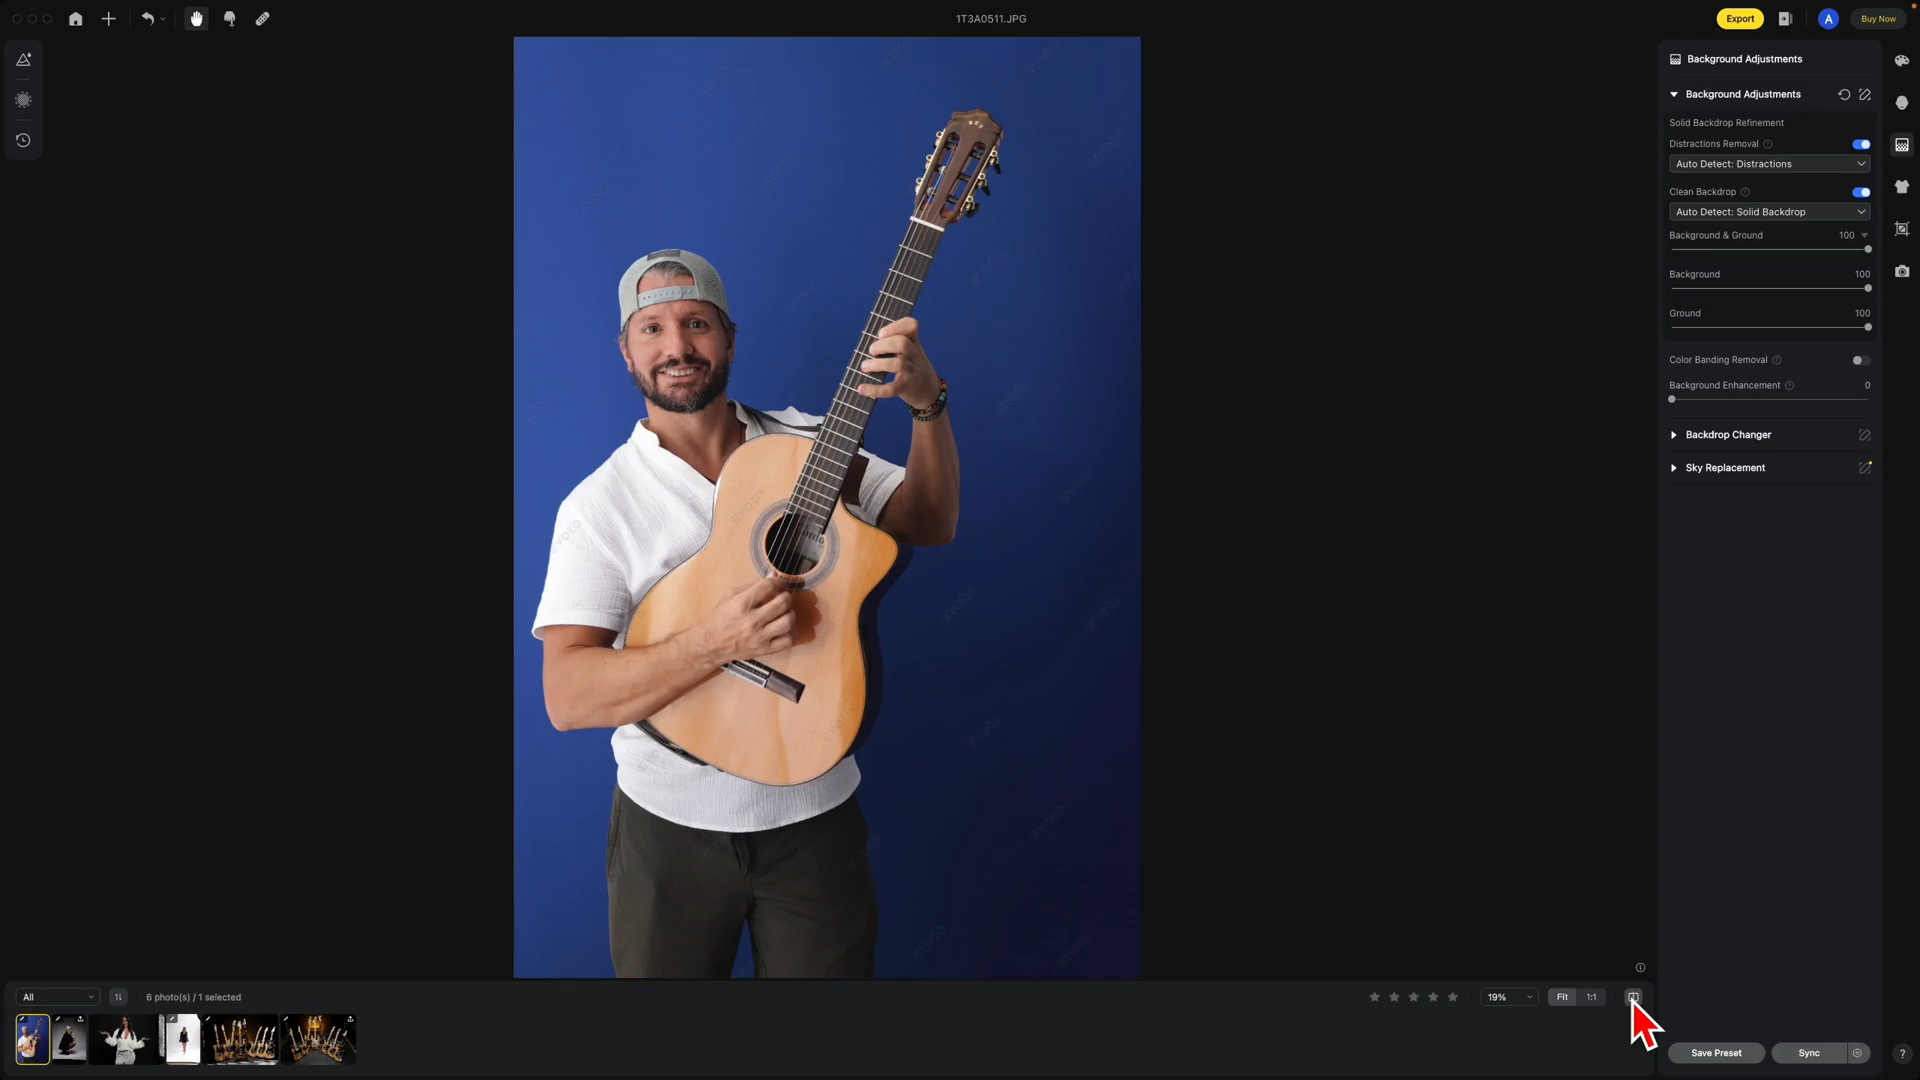 1T3A0511.JPG
Export
A
Buy Now
Background Adjustments
Background Adjustments
Solid Backdrop Refinement
Distractions Removal
Auto Detect: Distractions
Clean Backdrop
Auto Detect: Solid Backdrop
Background & Ground 100
Background 100
Ground 100
Color Banding Removal
Background Enhancement 0
Backdrop Changer
Sky Replacement
All
6 photo(s) / 1 selected
19%
Fit
1:1
Save Preset
Sync
?
evoto